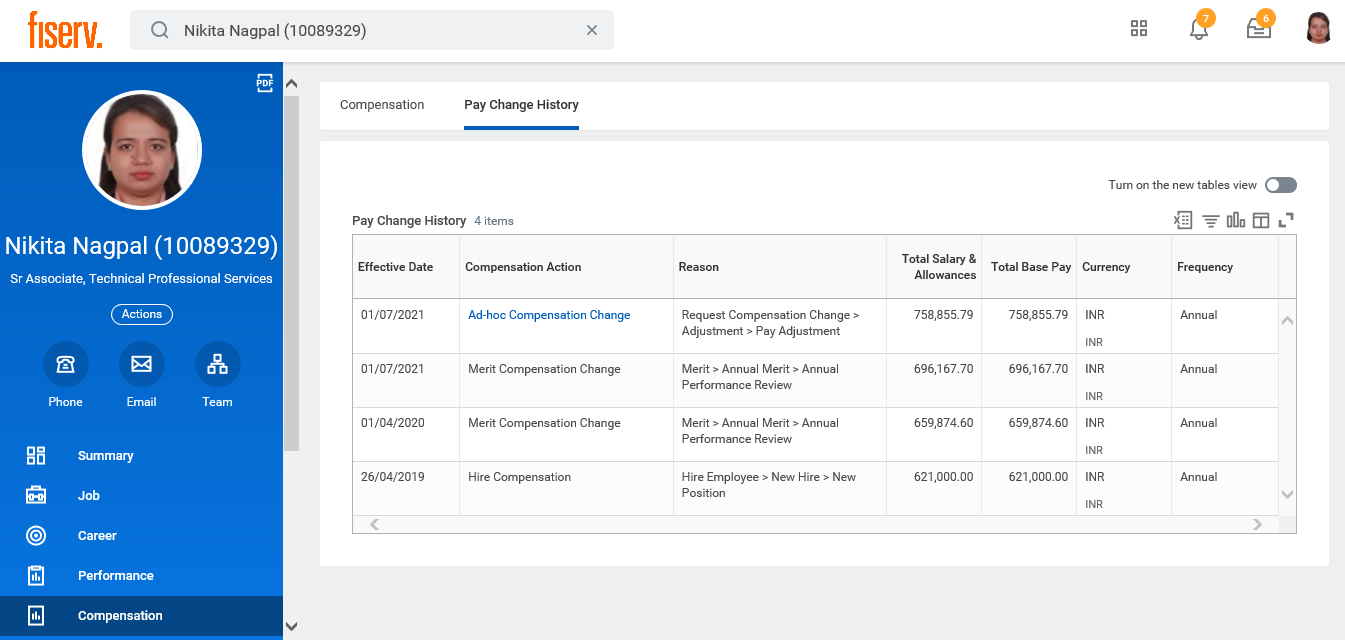 fiserv.
Nikita Nagpal (10089329)
7
6
PDF
Nikita Nagpal (10089329)
Sr Associate, Technical Professional Services
Actions
Phone Email Team
Summary
Job
Career
Performance
Compensation
Compensation Pay Change History
Turn on the new tables view
Pay Change History 4 items
Effective Date Compensation Action Reason Total Salary & Allowances Total Base Pay Currency Frequency
01/07/2021 Ad-hoc Compensation Change Request Compensation Change > 758,855.79 758,855.79 INR Annual
Adjustment > Pay Adjustment
INR
01/07/2021 Merit Compensation Change Merit > Annual Merit > Annual 696,167.70 696,167.70 INR Annual
Performance Review
INR
01/04/2020 Merit Compensation Change Merit > Annual Merit > Annual 659,874.60 659,874.60 INR Annual
Performance Review
INR
26/04/2019 Hire Compensation Hire Employee > New Hire > New 621,000.00 621,000.00 INR Annual
Position
INR